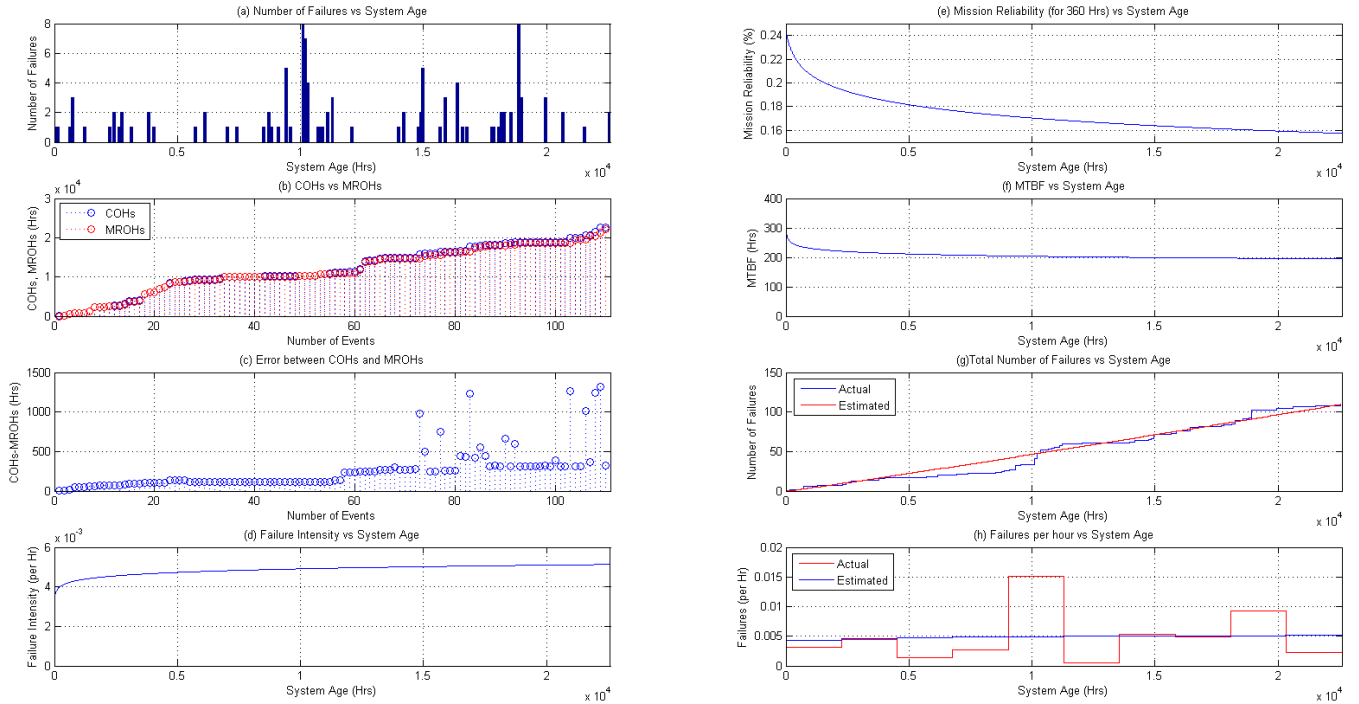 (a) Number of Failures vs System Age
Number of Failures
8
6
4
2
0
0
0.5
1
1.5
2
x 10^4
System Age (Hrs)
(b) COHs vs MROHs
x 10^4
COHs, MROHs (Hrs)
3
2
1
0
COHs
MROHs
0
20
40
60
80
100
Number of Events
(c) Error between COHs and MROHs
COHs-MROHs (Hrs)
1500
1000
500
0
0
20
40
60
80
100
Number of Events
(d) Failure Intensity vs System Age
x 10^-3
Failure Intensity (per Hr)
6
4
2
0
0
0.5
1
1.5
2
x 10^4
System Age (Hrs)
(e) Mission Reliability (for 360 Hrs) vs System Age
Mission Reliability (%)
0.24
0.22
0.2
0.18
0.16
0
0.5
1
1.5
2
x 10^4
System Age (Hrs)
(f) MTBF vs System Age
MTBF (Hrs)
400
300
200
100
0
0
0.5
1
1.5
2
x 10^4
System Age (Hrs)
(g)Total Number of Failures vs System Age
Number of Failures
150
100
50
0
Actual
Estimated
0
0.5
1
1.5
2
x 10^4
System Age (Hrs)
(h) Failures per hour vs System Age
Failures (per Hr)
0.02
0.015
0.01
0.005
0
Actual
Estimated
0
0.5
1
1.5
2
x 10^4
System Age (Hrs)